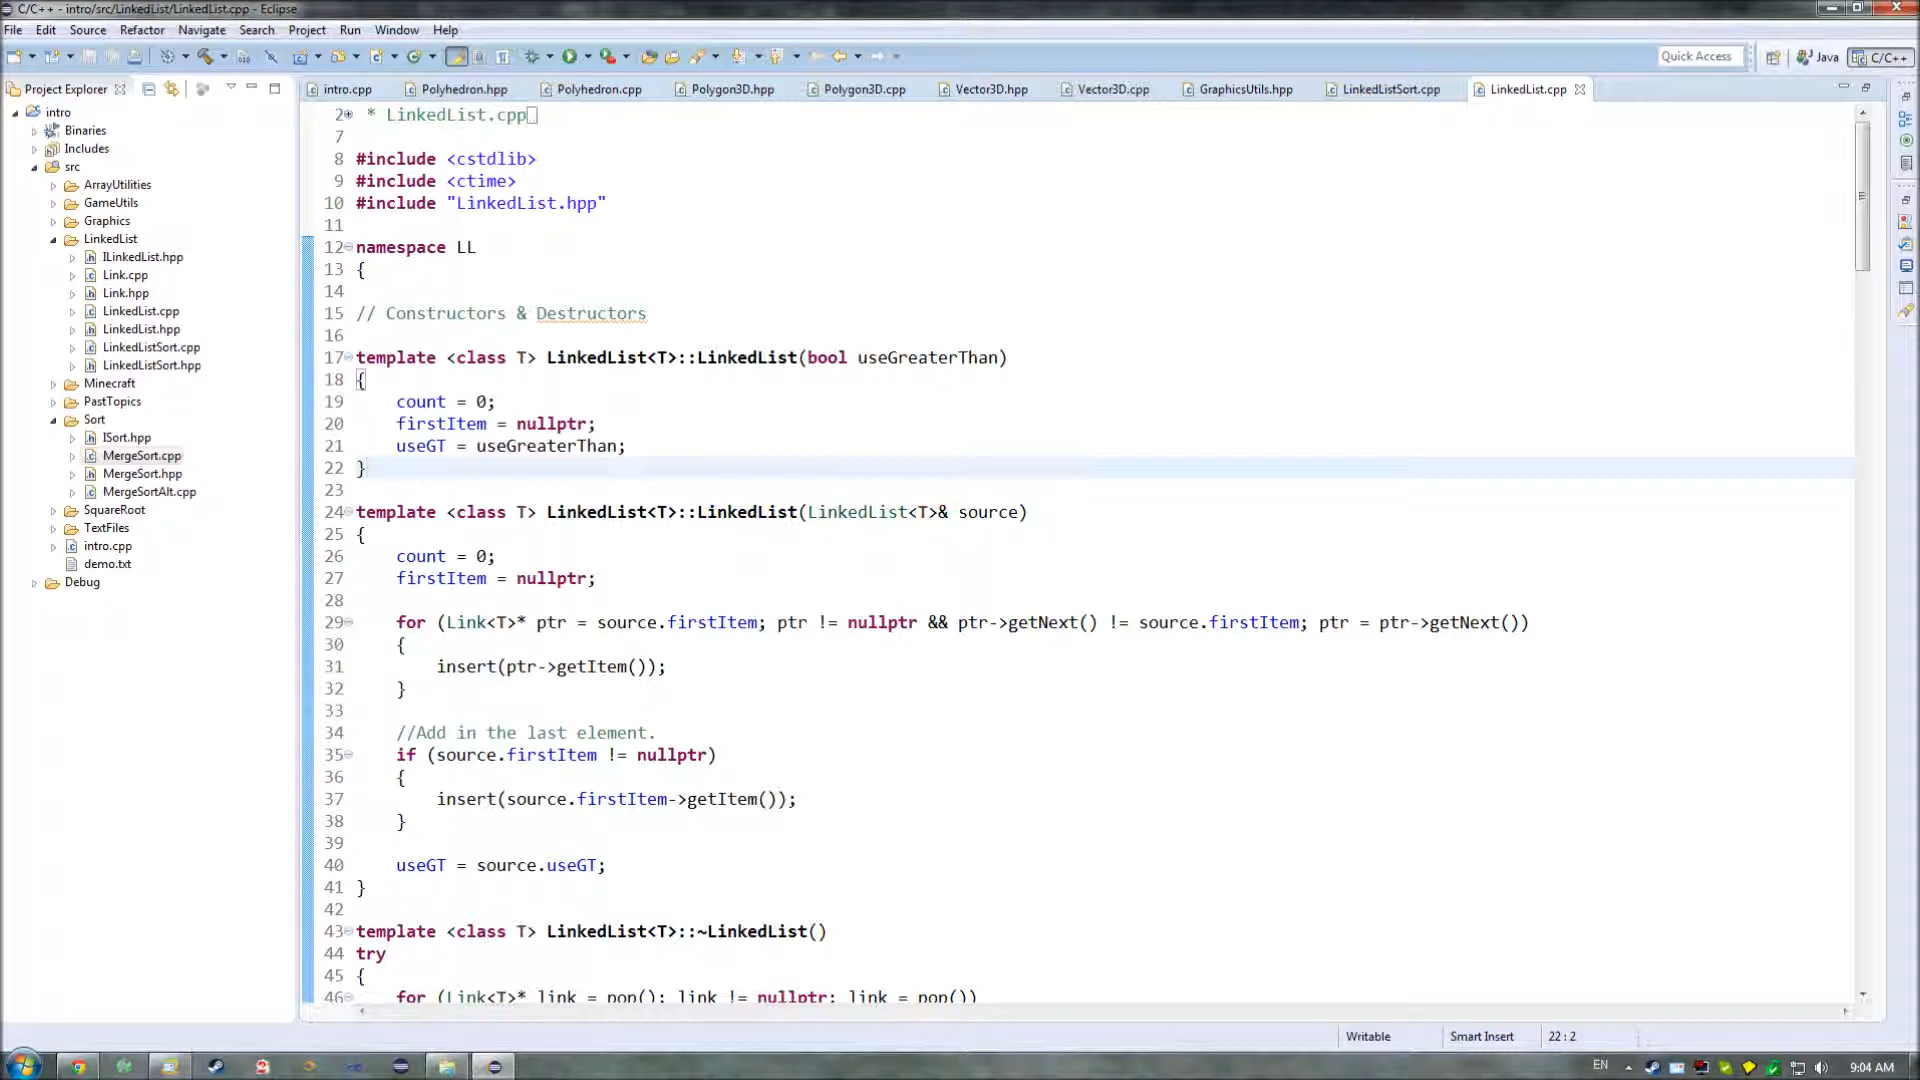 C/C++ - intro/src/LinkedList/LinkedList.cpp - Eclipse
File Edit Source Refactor Navigate Search Project Run Window Help
Quick Access Java C/C++
Project Explorer
intro.cpp Polyhedron.hpp Polyhedron.cpp Polygon3D.hpp Polygon3D.cpp Vector3D.hpp Vector3D.cpp GraphicsUtils.hpp LinkedListSort.cpp LinkedList.cpp
intro
Binaries
Includes
src
ArrayUtilities
GameUtils
Graphics
LinkedList
ILinkedList.hpp
Link.cpp
Link.hpp
LinkedList.cpp
LinkedList.hpp
LinkedListSort.cpp
LinkedListSort.hpp
Minecraft
PastTopics
Sort
ISort.hpp
MergeSort.cpp
MergeSort.hpp
MergeSortAlt.cpp
SquareRoot
TextFiles
intro.cpp
demo.txt
Debug
2 * LinkedList.cpp
7
8 #include <cstdlib>
9 #include <ctime>
10 #include "LinkedList.hpp"
11
12 namespace LL
13 {
14
15 // Constructors & Destructors
16
17 template <class T> LinkedList<T>::LinkedList(bool useGreaterThan)
18 {
19 count = 0;
20 firstItem = nullptr;
21 useGT = useGreaterThan;
22 }
23
24 template <class T> LinkedList<T>::LinkedList(LinkedList<T>& source)
25 {
26 count = 0;
27 firstItem = nullptr;
28
29 for (Link<T>* ptr = source.firstItem; ptr != nullptr && ptr->getNext() != source.firstItem; ptr = ptr->getNext())
30 {
31 insert(ptr->getItem());
32 }
33
34 //Add in the last element.
35 if (source.firstItem != nullptr)
36 {
37 insert(source.firstItem->getItem());
38 }
39
40 useGT = source.useGT;
41 }
42
43 template <class T> LinkedList<T>::~LinkedList()
44 try
45 {
46 for (Link<T>* link = pop(); link != nullptr; link = pop())
Writable Smart Insert 22 : 2
EN 9:04 AM